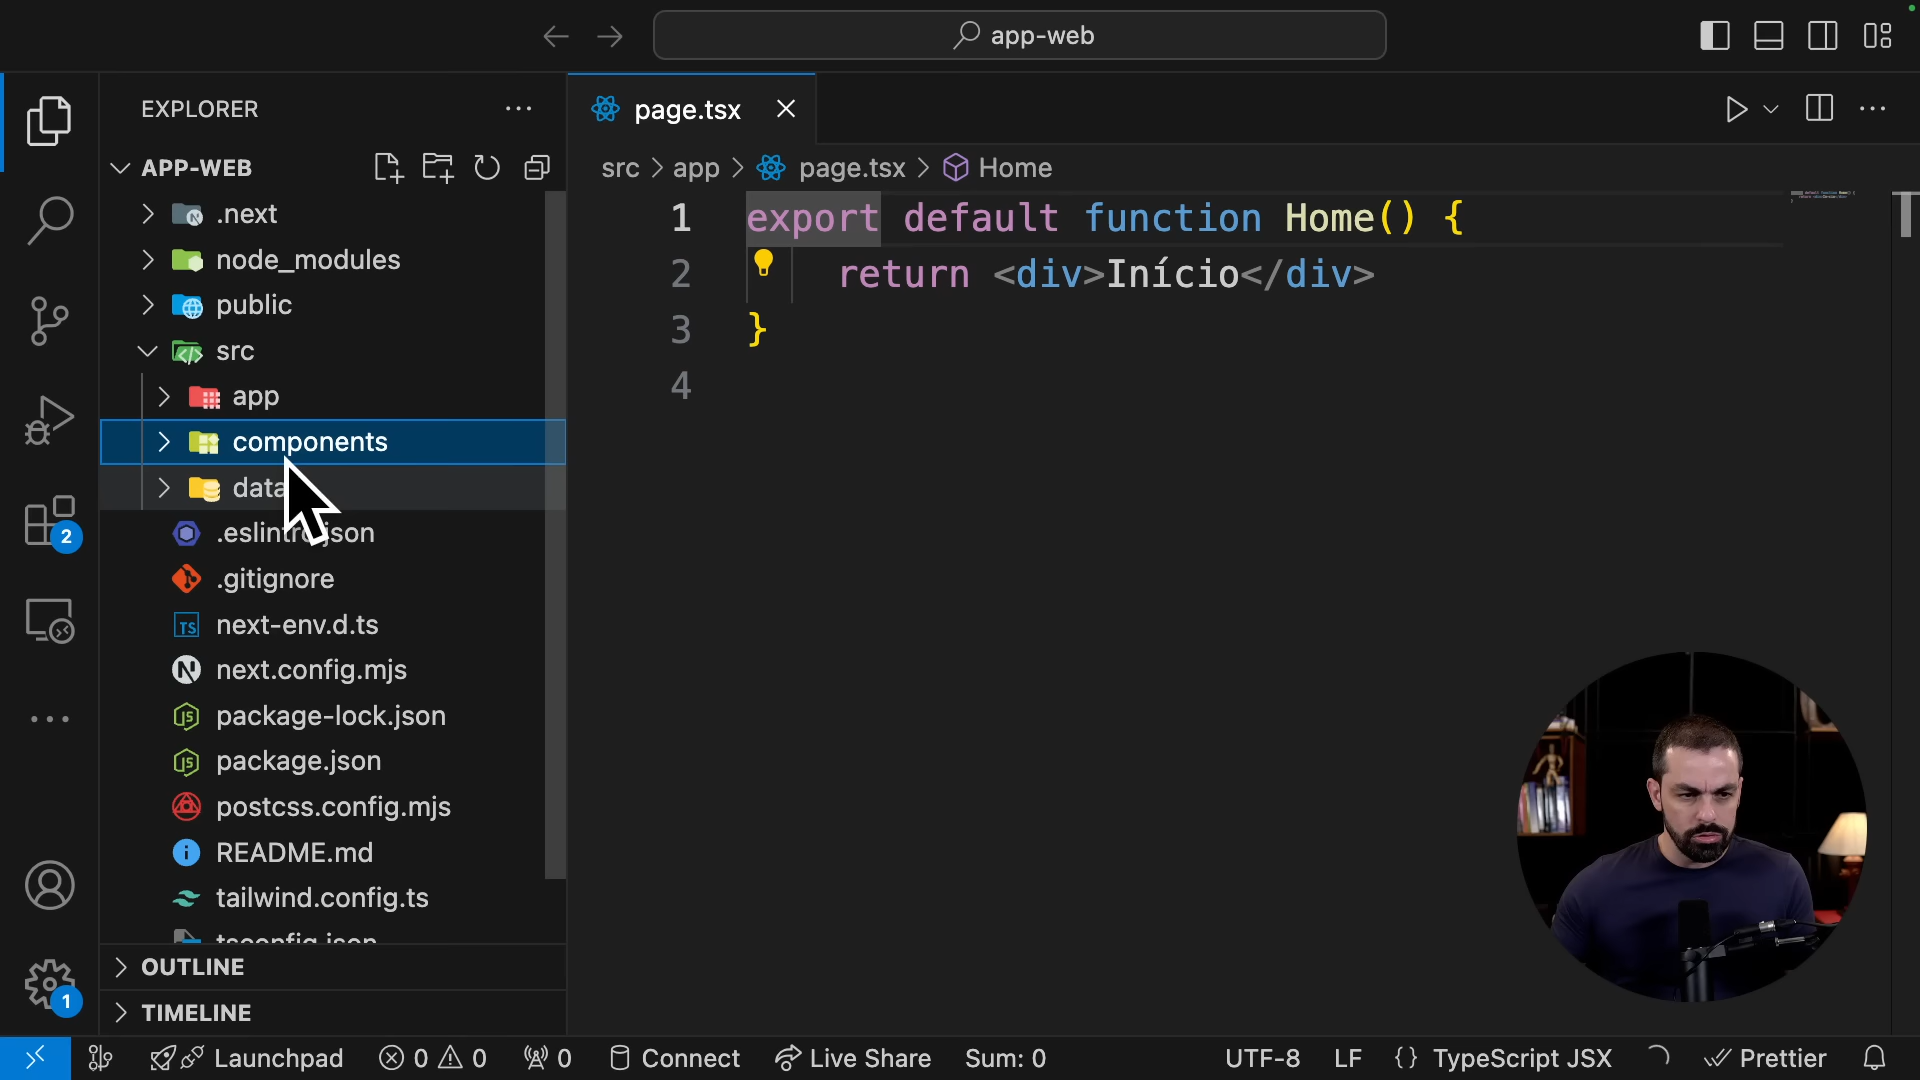 app-web
EXPLORER
page.tsx
APP-WEB
src > app > page.tsx > Home
.next
node_modules
public
src
app
components
data
.eslintrc.json
.gitignore
next-env.d.ts
next.config.mjs
package-lock.json
package.json
postcss.config.mjs
README.md
tailwind.config.ts
tsconfig.json
OUTLINE
TIMELINE
1 export default function Home() {
2 return <div>Início</div>
3 }
4
2
1
Launchpad 0 0 0 Connect Live Share Sum: 0 UTF-8 LF {} TypeScript JSX Prettier